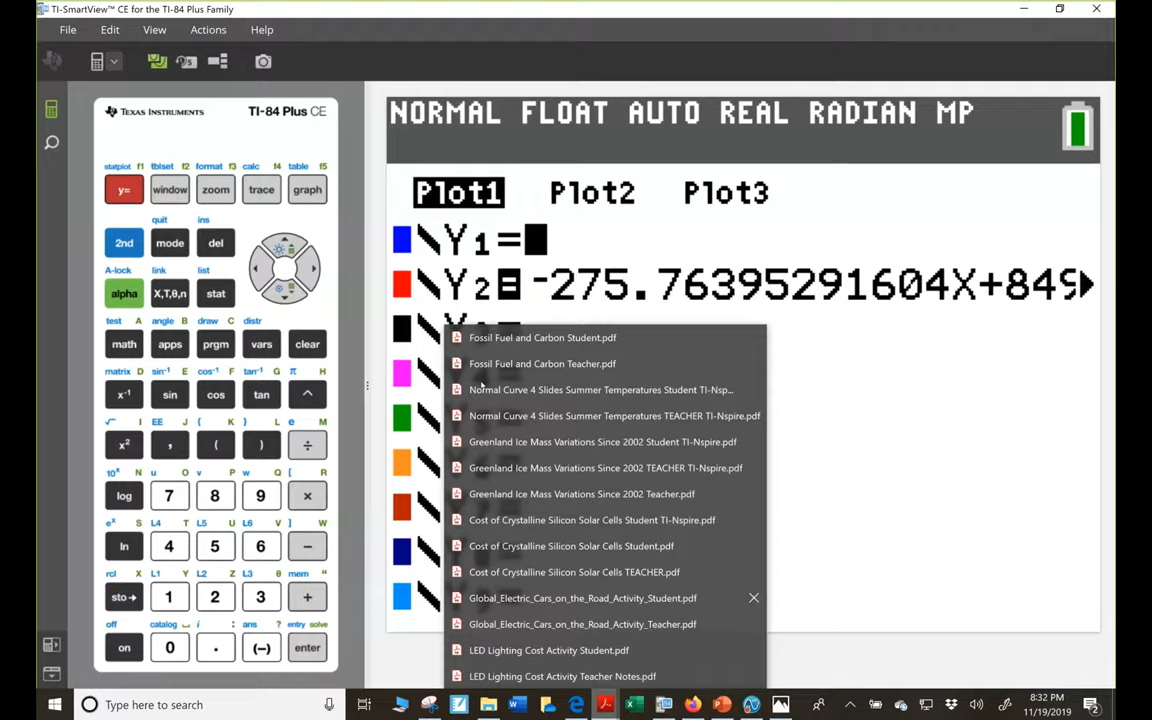 TI-SmartView™ CE for the TI-84 Plus Family
File Edit View Actions Help
TEXAS INSTRUMENTS TI-84 Plus CE
statplot f1 tblset f2 format f3 calc f4 table f5
y= window zoom trace graph
quit ins
2nd mode del
A-lock link list
alpha X,T,θ,n stat
test A angle B draw C distr
math apps prgm vars clear
matrix D sin⁻¹ E cos⁻¹ F tan⁻¹ G π H
x⁻¹ sin cos tan ^
√ I EE J { K } L e M
x² , ( ) ÷
10ˣ N u O v P w Q [ R
log 7 8 9 ×
eˣ S L4 T L5 U L6 V ] W
ln 4 5 6 −
rcl X L1 Y L2 Z L3 θ mem "
sto→ 1 2 3 +
off catalog i : ans ? entry solve
on 0 . (−) enter
NORMAL FLOAT AUTO REAL RADIAN MP
Plot1 Plot2 Plot3
Y1=
Y2=-275.76395291604X+849
Fossil Fuel and Carbon Student.pdf
Fossil Fuel and Carbon Teacher.pdf
Normal Curve 4 Slides Summer Temperatures Student TI-Nsp...
Normal Curve 4 Slides Summer Temperatures TEACHER TI-Nspire.pdf
Greenland Ice Mass Variations Since 2002 Student TI-Nspire.pdf
Greenland Ice Mass Variations Since 2002 TEACHER TI-Nspire.pdf
Greenland Ice Mass Variations Since 2002 Teacher.pdf
Cost of Crystalline Silicon Solar Cells Student TI-Nspire.pdf
Cost of Crystalline Silicon Solar Cells Student.pdf
Cost of Crystalline Silicon Solar Cells TEACHER.pdf
Global_Electric_Cars_on_the_Road_Activity_Student.pdf
Global_Electric_Cars_on_the_Road_Activity_Teacher.pdf
LED Lighting Cost Activity Student.pdf
LED Lighting Cost Activity Teacher Notes.pdf
Type here to search
8:32 PM
11/19/2019
2